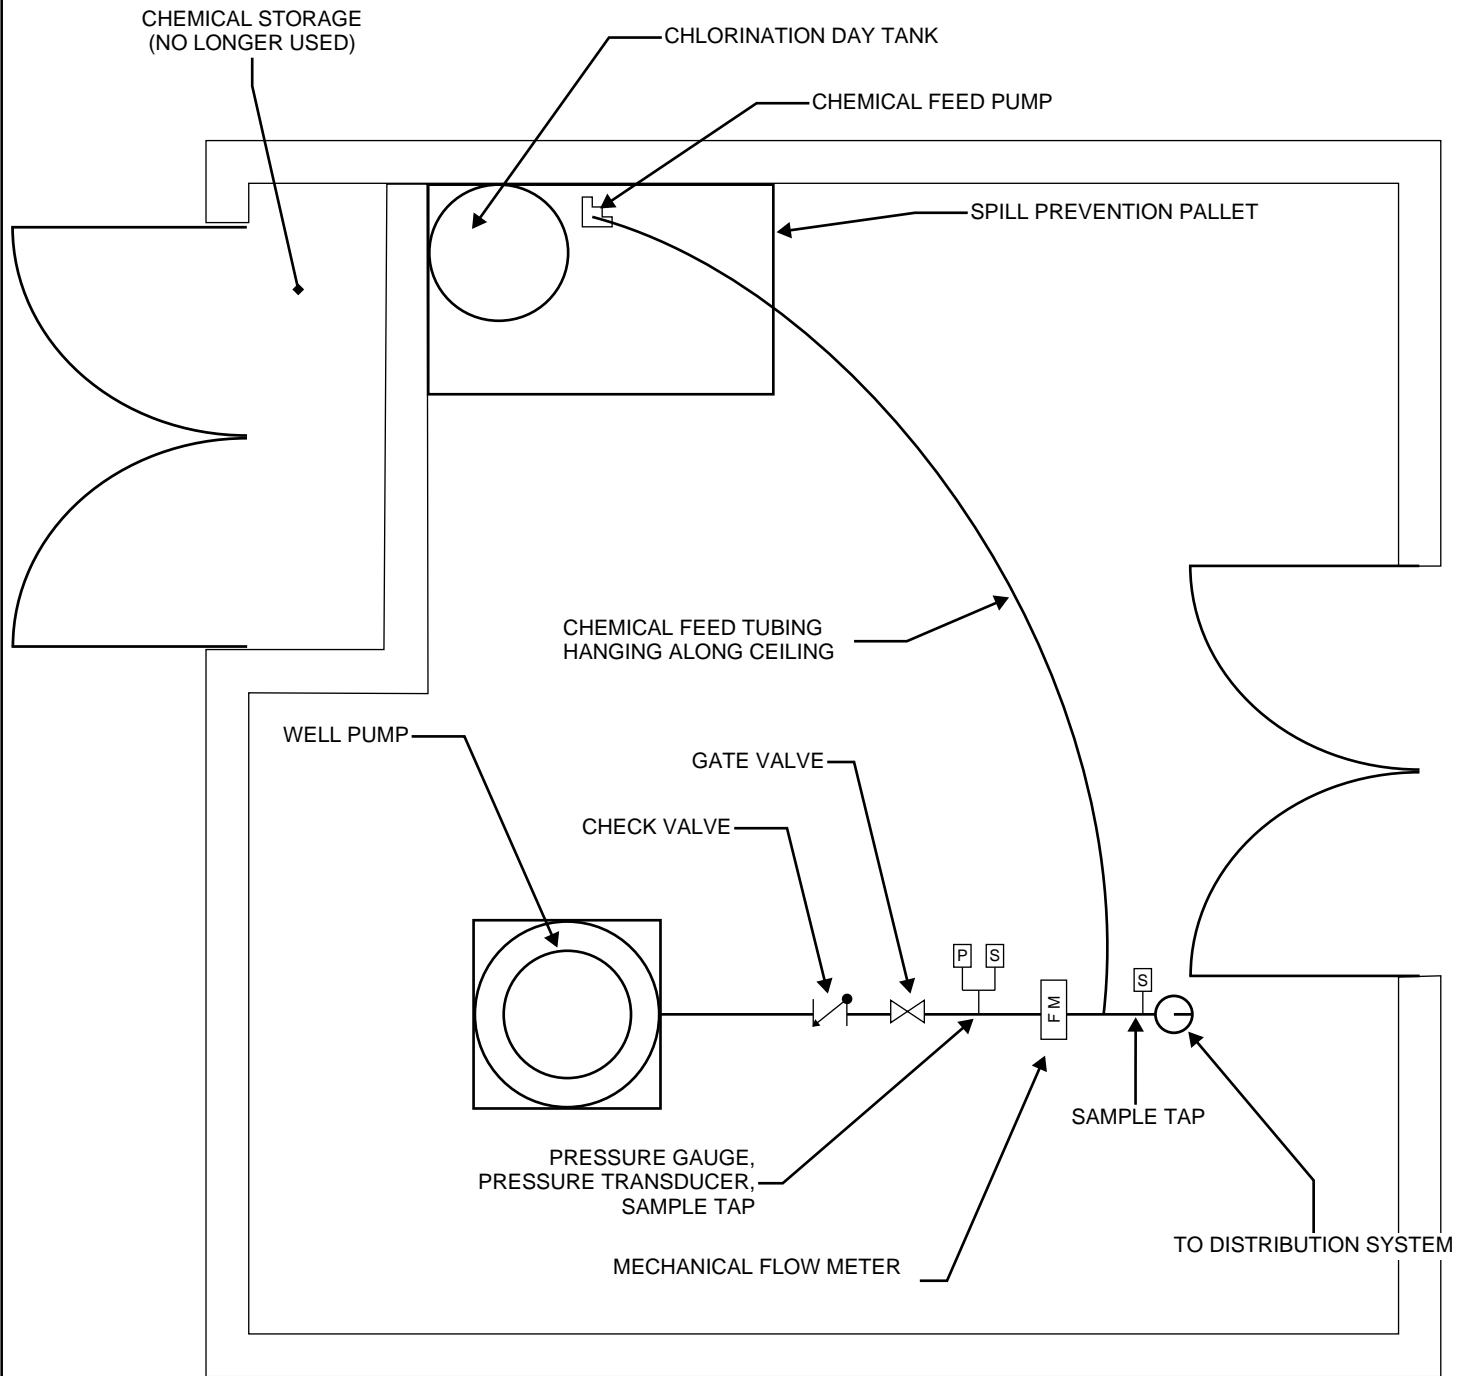 CHEMICAL STORAGE
(NO LONGER USED)
CHLORINATION DAY TANK
CHEMICAL FEED PUMP
SPILL PREVENTION PALLET
CHEMICAL FEED TUBING
HANGING ALONG CEILING
WELL PUMP
GATE VALVE
CHECK VALVE
P
S
S
FM
SAMPLE TAP
PRESSURE GAUGE,
PRESSURE TRANSDUCER,
SAMPLE TAP
TO DISTRIBUTION SYSTEM
MECHANICAL FLOW METER